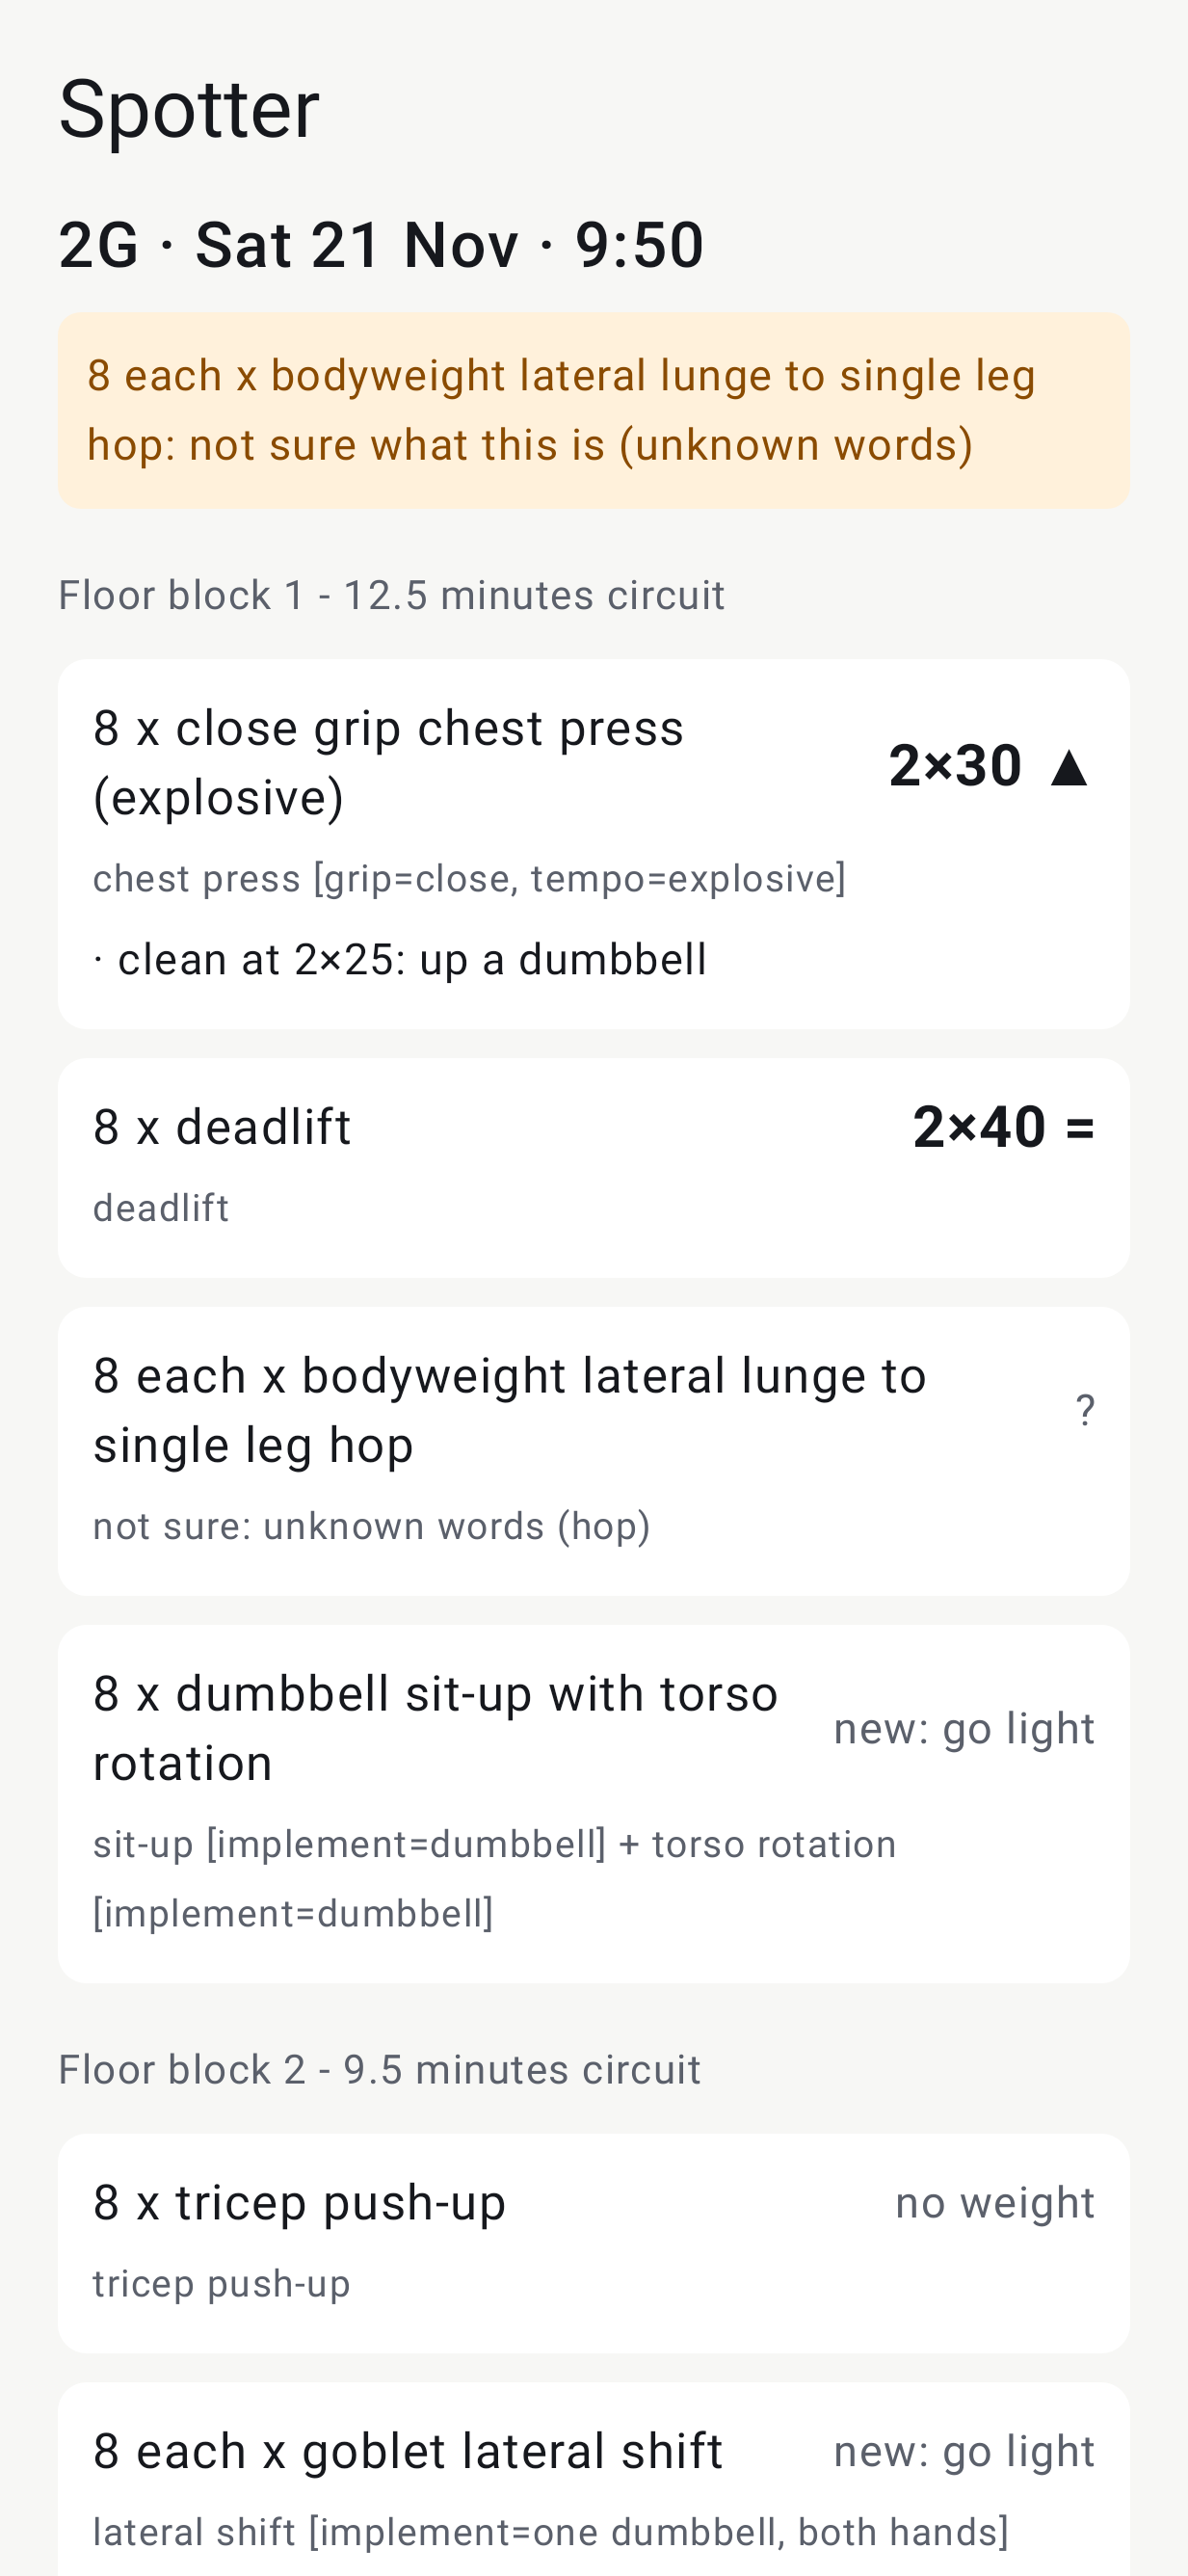 Spotter
2G · Sat 21 Nov · 9:50
8 each x bodyweight lateral lunge to single leg
hop: not sure what this is (unknown words)
Floor block 1 - 12.5 minutes circuit
8 x close grip chest press
(explosive)
2×30 ▲
chest press [grip=close, tempo=explosive]
· clean at 2×25: up a dumbbell
8 x deadlift
2×40 =
deadlift
8 each x bodyweight lateral lunge to
single leg hop
?
not sure: unknown words (hop)
8 x dumbbell sit-up with torso
rotation
new: go light
sit-up [implement=dumbbell] + torso rotation
[implement=dumbbell]
Floor block 2 - 9.5 minutes circuit
8 x tricep push-up
no weight
tricep push-up
8 each x goblet lateral shift
new: go light
lateral shift [implement=one dumbbell, both hands]